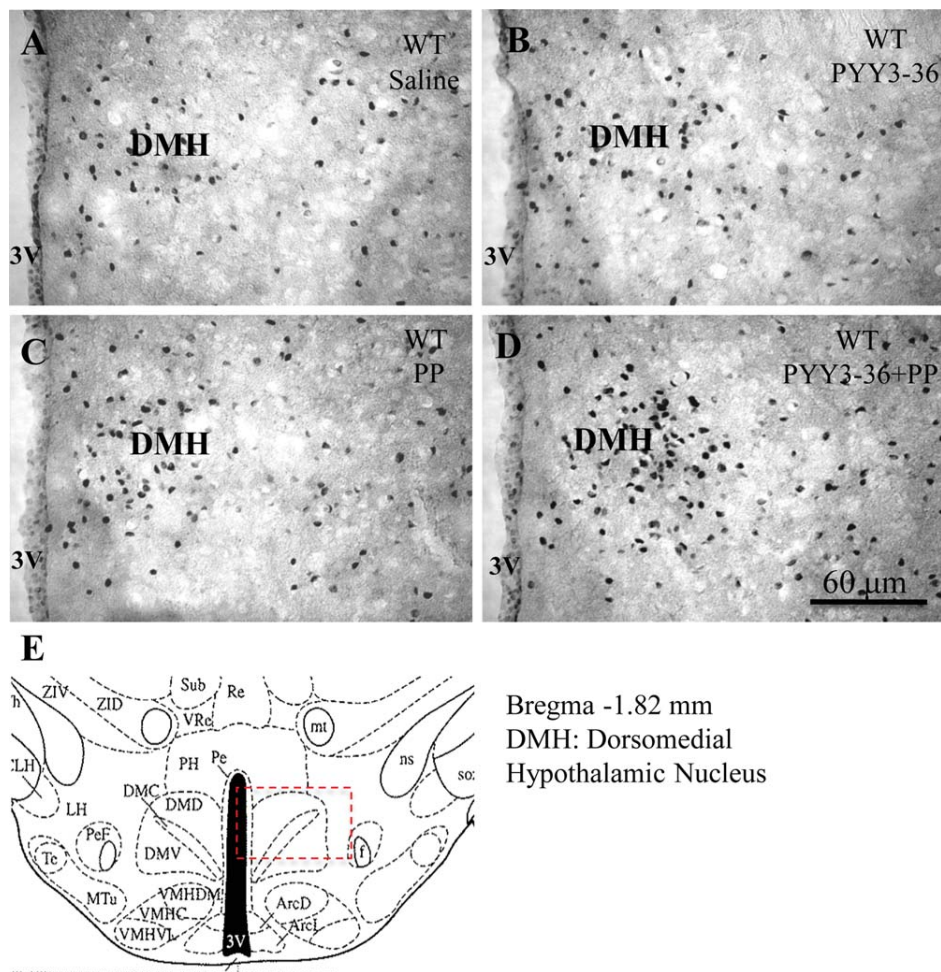 A
WT
Saline
DMH
3V
B
WT
PYY3-36
DMH
3V
C
WT
PP
DMH
3V
D
WT
PYY3-36+PP
DMH
3V
60 μm
E
ZIV
ZID
Sub
Re
VRe
mt
PH
Pe
ns
LH
DMC
DMD
PeF
DMV
Te
f
MTu
VMHDM
VMHC
VMHVL
ArcD
3V
Bregma -1.82 mm
DMH: Dorsomedial
Hypothalamic Nucleus